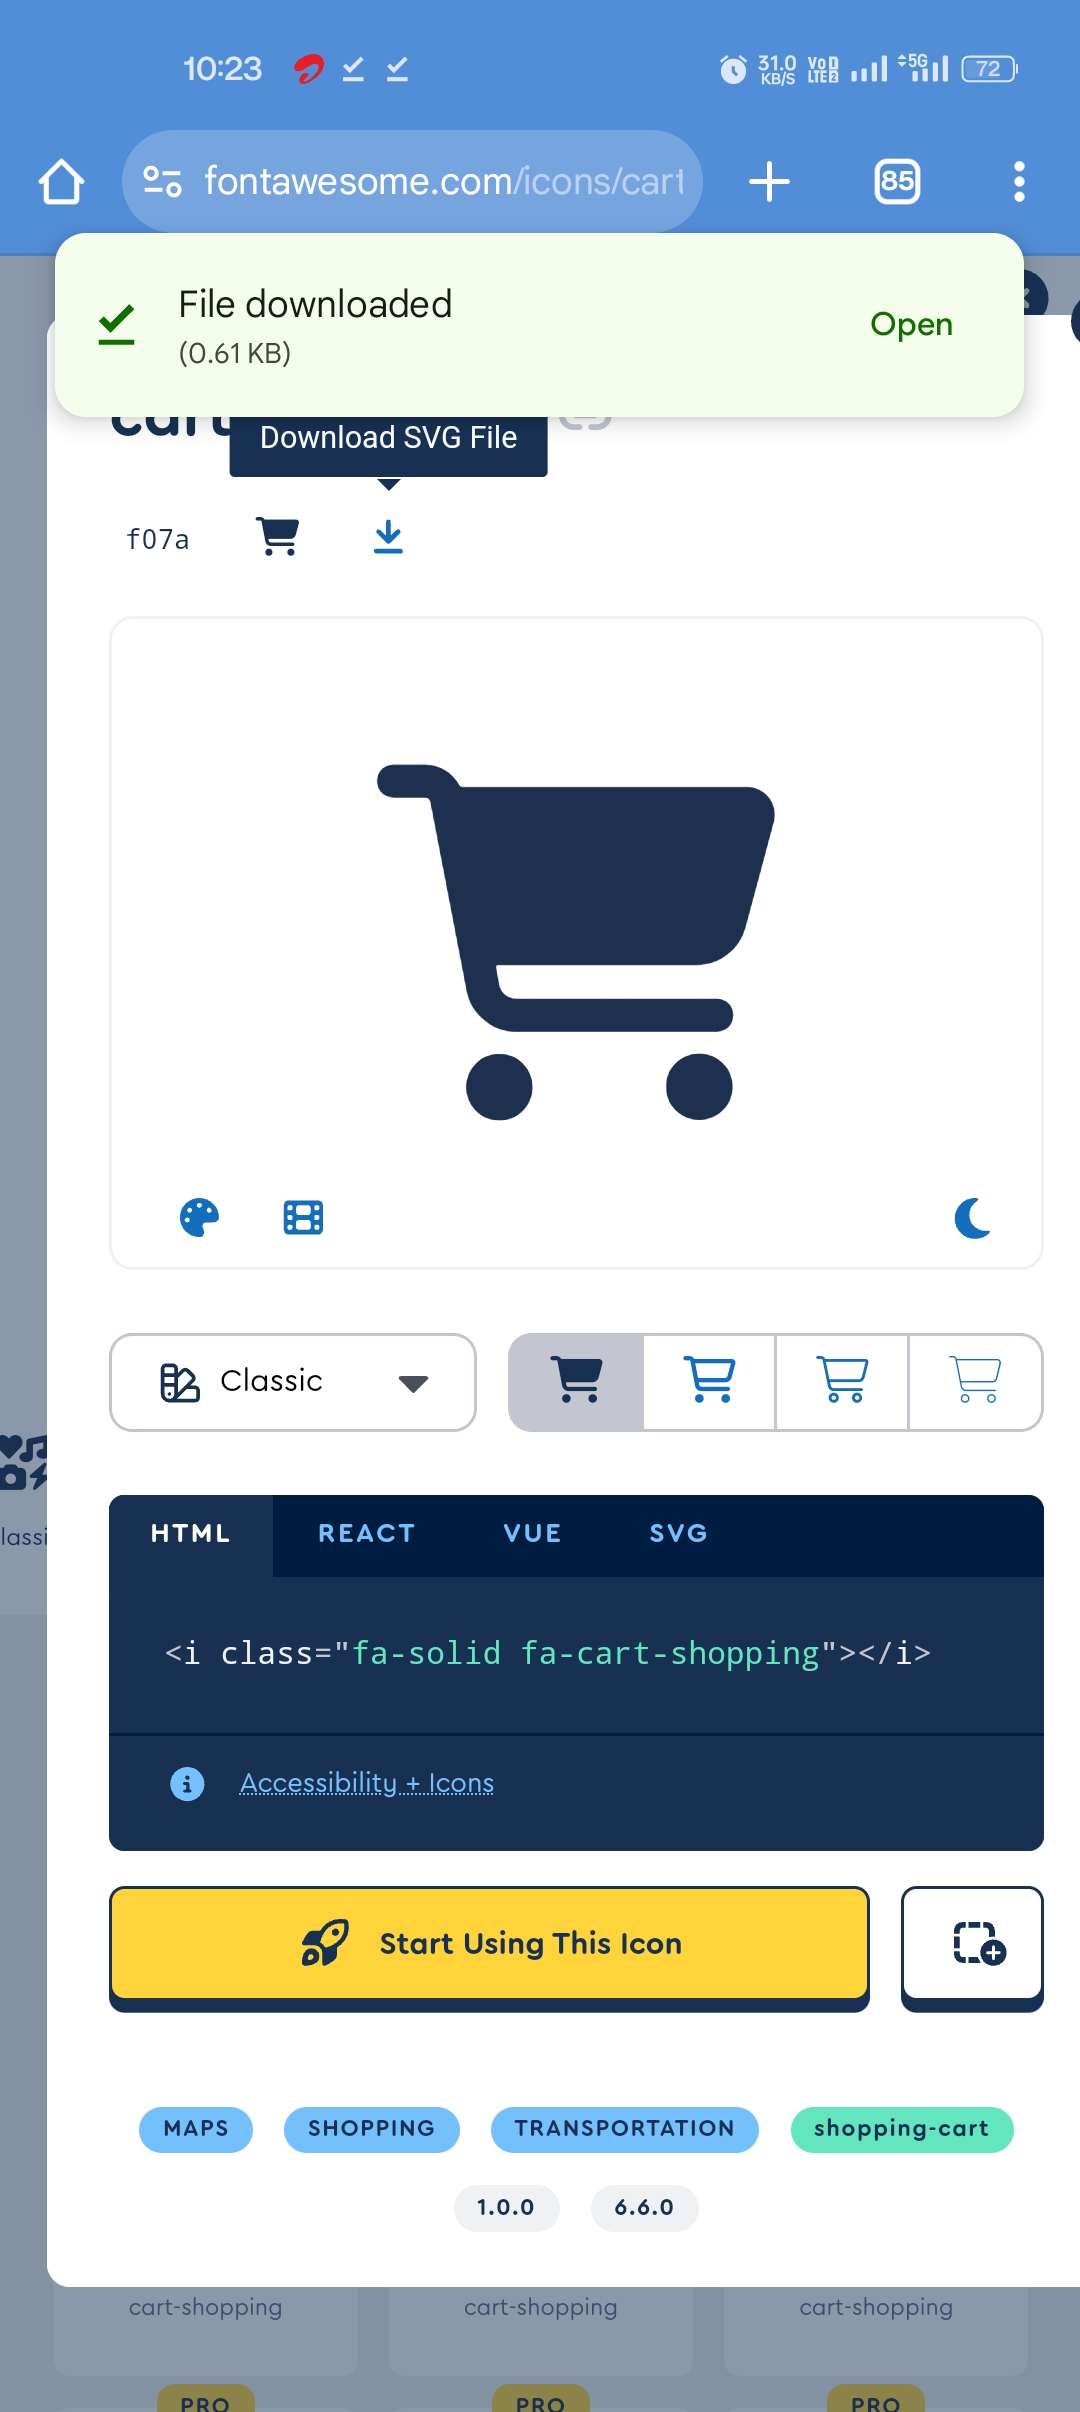 10:23
31.0 KB/S
VoD LTE2
5G
72
fontawesome.com/icons/cart
85
File downloaded
(0.61 KB)
Open
cart
Download SVG File
f07a
Classic
lassi
HTML REACT VUE SVG
<i class="fa-solid fa-cart-shopping"></i>
Accessibility + Icons
Start Using This Icon
MAPS SHOPPING TRANSPORTATION shopping-cart
1.0.0 6.6.0
cart-shopping cart-shopping cart-shopping
PRO PRO PRO